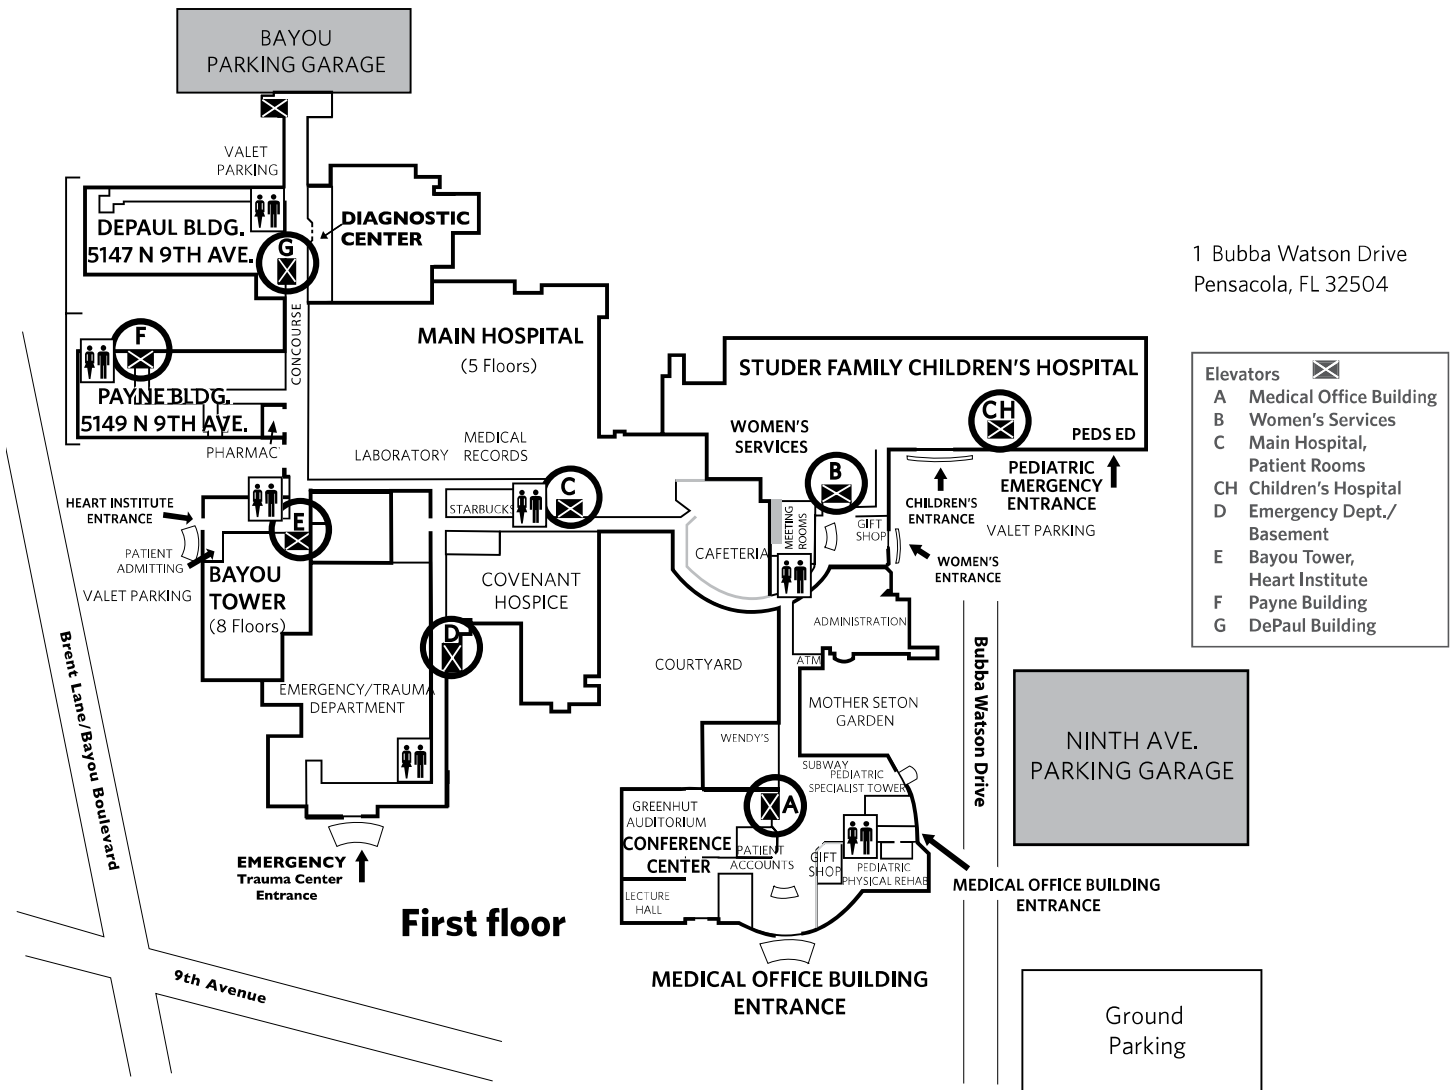 BAYOU
PARKING GARAGE
VALET
PARKING
DEPAUL BLDG.
5147 N 9TH AVE.
G
DIAGNOSTIC
CENTER
1 Bubba Watson Drive
Pensacola, FL 32504
CONCOURSE
F
PAYNE BLDG.
5149 N 9TH AVE.
PHARMAC
MAIN HOSPITAL
(5 Floors)
LABORATORY
MEDICAL
RECORDS
STUDER FAMILY CHILDREN'S HOSPITAL
CH
PEDS ED
WOMEN'S
SERVICES
B
PEDIATRIC
EMERGENCY
ENTRANCE
VALET PARKING
CHILDREN'S
ENTRANCE
WOMEN'S
ENTRANCE
GIFT
SHOP
MEETING
ROOMS
CAFETERIA
STARBUCKS
C
Elevators
A Medical Office Building
B Women's Services
C Main Hospital,
Patient Rooms
CH Children's Hospital
D Emergency Dept./
Basement
E Bayou Tower,
Heart Institute
F Payne Building
G DePaul Building
HEART INSTITUTE
ENTRANCE
E
PATIENT
ADMITTING
VALET PARKING
BAYOU
TOWER
(8 Floors)
COVENANT
HOSPICE
D
EMERGENCY/TRAUMA
DEPARTMENT
COURTYARD
ADMINISTRATION
ATM
MOTHER SETON
GARDEN
WENDY'S
SUBWAY
PEDIATRIC
SPECIALIST TOWER
A
GREENHUT
AUDITORIUM
CONFERENCE
CENTER
PATIENT
ACCOUNTS
GIFT
SHOP
PEDIATRIC
PHYSICAL REHAB
LECTURE
HALL
Bubba Watson Drive
NINTH AVE.
PARKING GARAGE
MEDICAL OFFICE BUILDING
ENTRANCE
EMERGENCY
Trauma Center
Entrance
First floor
MEDICAL OFFICE BUILDING
ENTRANCE
Brent Lane/Bayou Boulevard
9th Avenue
Ground
Parking